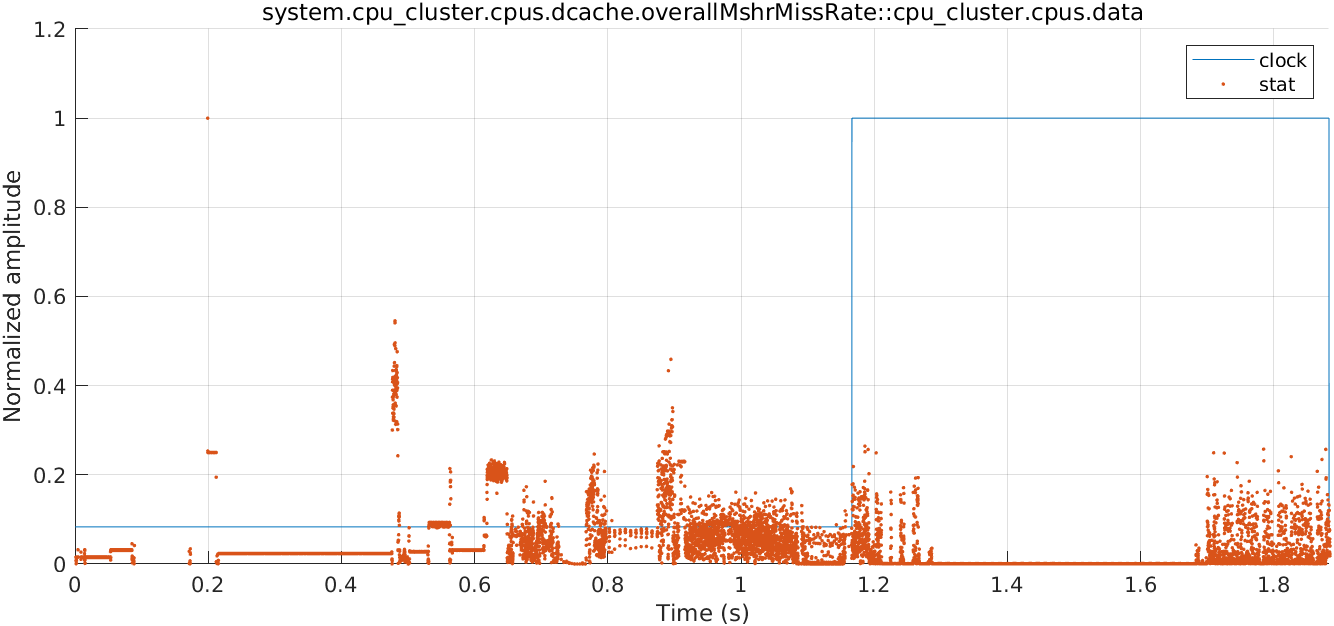 system.cpu_cluster.cpus.dcache.overallMshrMissRate::cpu_cluster.cpus.data
Normalized amplitude
1.2
1
0.8
0.6
0.4
0.2
0
clock
stat
0 0.2 0.4 0.6 0.8 1 1.2 1.4 1.6 1.8
Time (s)